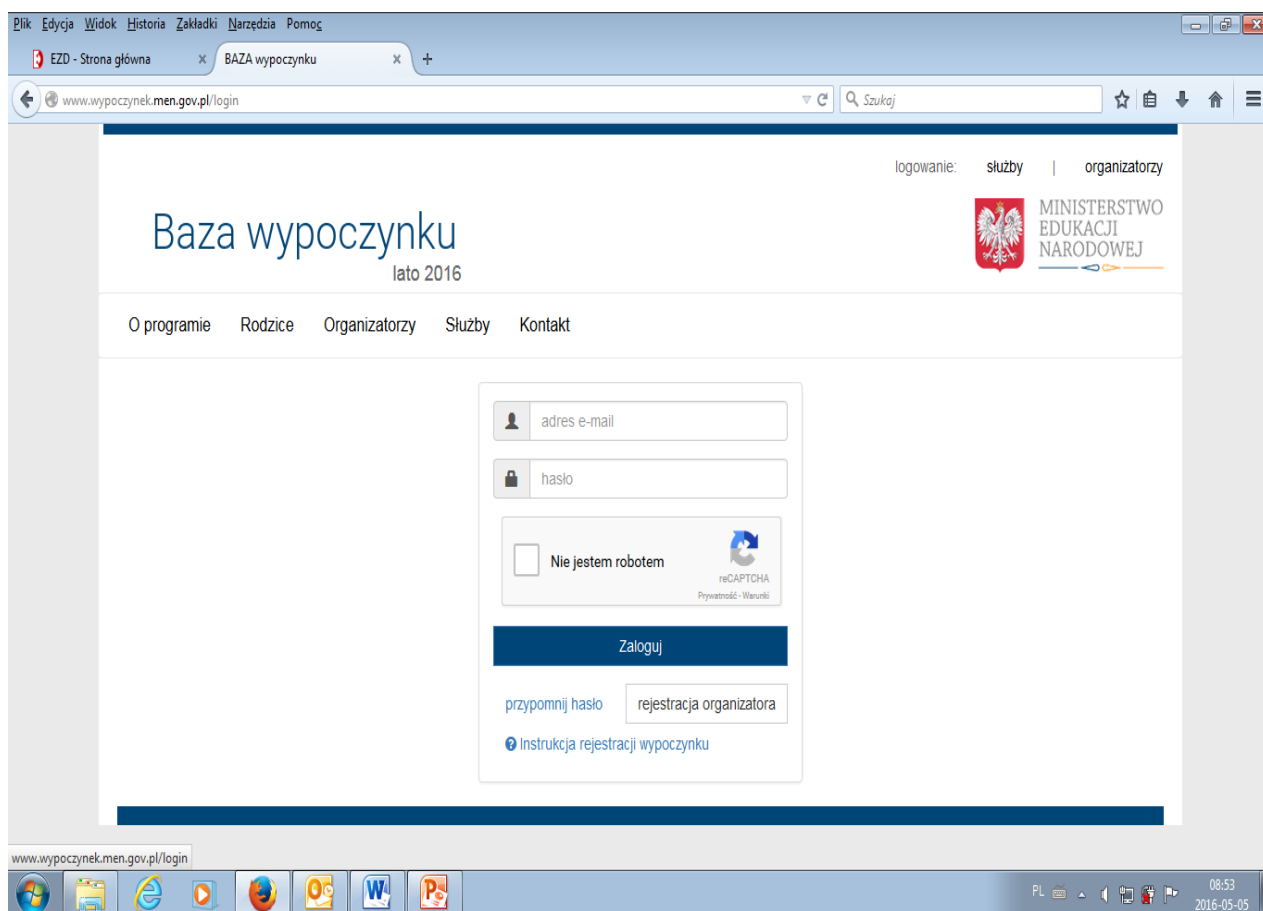 Plik Edycja Widok Historia Zakładki Narzędzia Pomoc
EZD - Strona główna x BAZA wypoczynku x +
www.wypoczynek.men.gov.pl/login Szukaj
logowanie: służby | organizatorzy
Baza wypoczynku
lato 2016
MINISTERSTWO
EDUKACJI
NARODOWEJ
O programie Rodzice Organizatorzy Służby Kontakt
adres e-mail
hasło
Nie jestem robotem
reCAPTCHA
Prywatność - Warunki
Zaloguj
przypomnij hasło rejestracja organizatora
Instrukcja rejestracji wypoczynku
www.wypoczynek.men.gov.pl/login
PL 08:53
2016-05-05